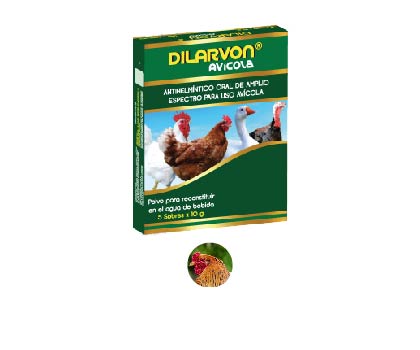 DILARVON®
AVÍCOLA
ANTIHELMÍNTICO ORAL DE AMPLIO
ESPECTRO PARA USO AVÍCOLA
Polvo para reconstituir
en el agua de bebida
5 Sobres x 10 g